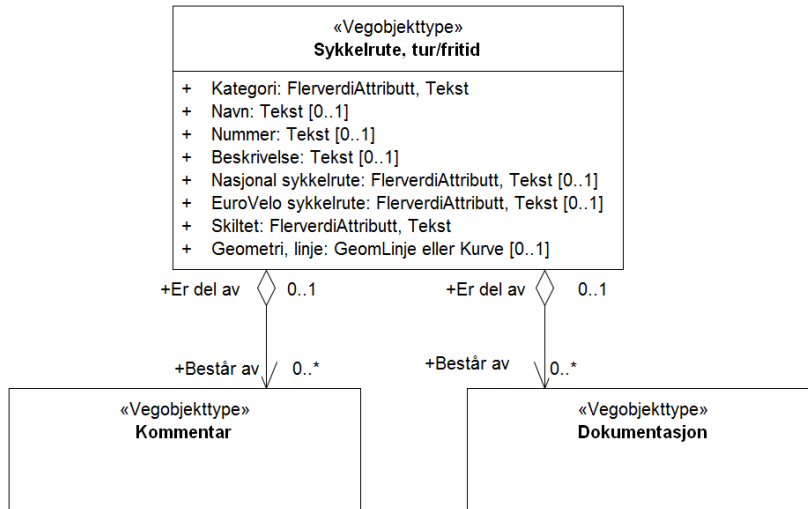 «Vegobjekttype»
Sykkelrute, tur/fritid
+ Kategori: FlerverdiAttributt, Tekst
+ Navn: Tekst [0..1]
+ Nummer: Tekst [0..1]
+ Beskrivelse: Tekst [0..1]
+ Nasjonal sykkelrute: FlerverdiAttributt, Tekst [0..1]
+ EuroVelo sykkelrute: FlerverdiAttributt, Tekst [0..1]
+ Skiltet: FlerverdiAttributt, Tekst
+ Geometri, linje: GeomLinje eller Kurve [0..1]
+Er del av 0..1 +Er del av 0..1
+Består av 0..* +Består av 0..*
«Vegobjekttype» «Vegobjekttype»
Kommentar Dokumentasjon